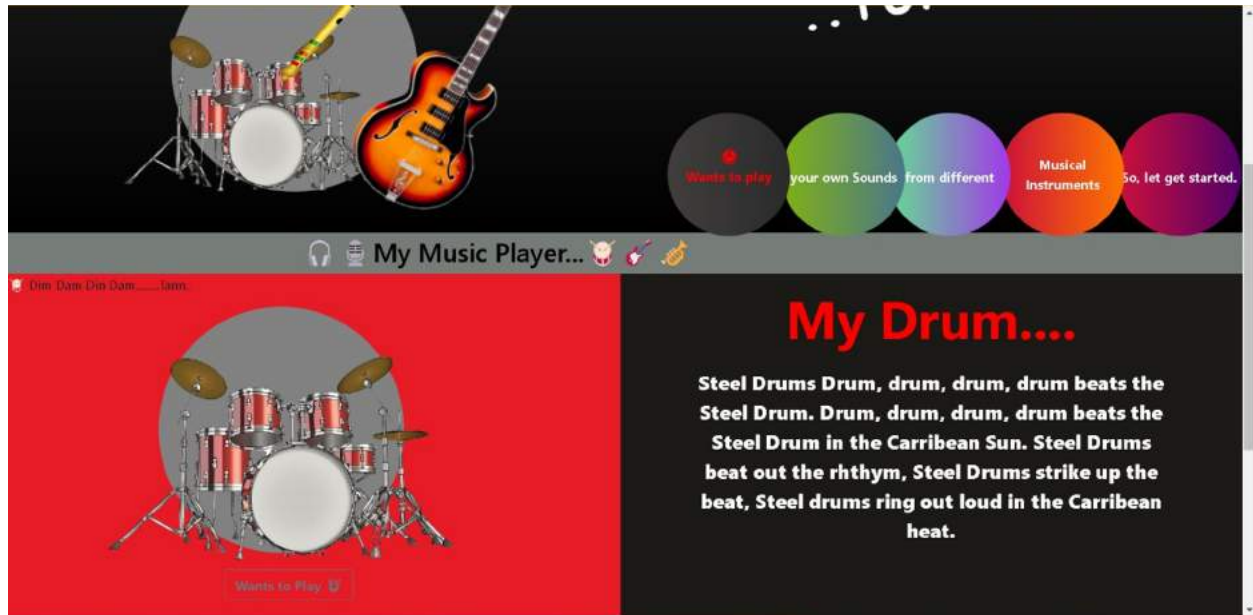 Wants to play
your own Sounds
from different
Musical
Instruments
So, let get started.
My Music Player...
Dim Dam Din Dam
My Drum....
Steel Drums Drum, drum, drum, drum beats the
Steel Drum. Drum, drum, drum, drum beats the
Steel Drum in the Carribean Sun. Steel Drums
beat out the rhthym, Steel Drums strike up the
beat, Steel drums ring out loud in the Carribean
heat.
Wants to Play